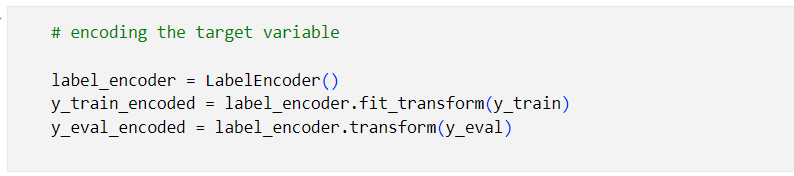 # encoding the target variable
label_encoder = LabelEncoder()
y_train_encoded = label_encoder.fit_transform(y_train)
y_eval_encoded = label_encoder.transform(y_eval)